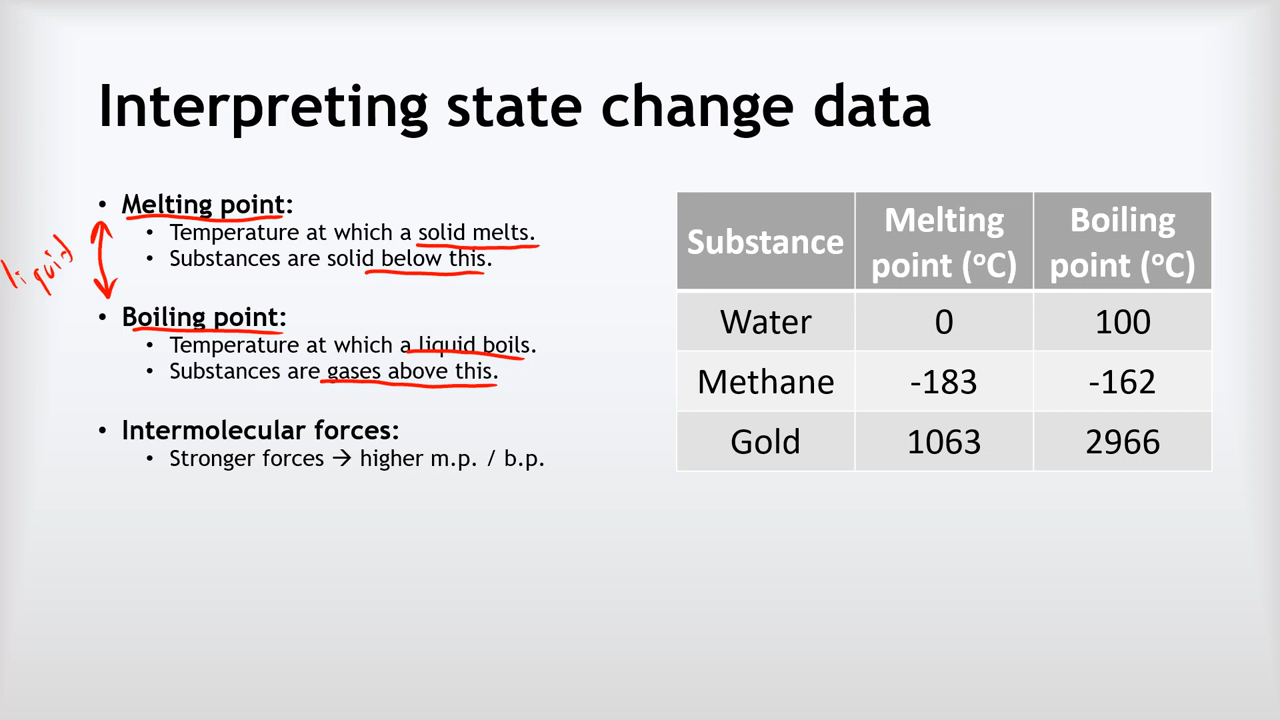 Interpreting state change data
• Melting point:
• Temperature at which a solid melts.
• Substances are solid below this.
liquid
• Boiling point:
• Temperature at which a liquid boils.
• Substances are gases above this.
• Intermolecular forces:
• Stronger forces → higher m.p. / b.p.
Substance Melting point (°C) Boiling point (°C)
Water 0 100
Methane -183 -162
Gold 1063 2966